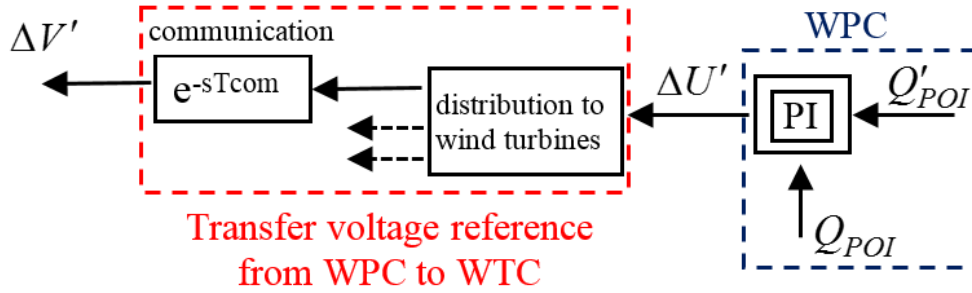 WPC
communication
ΔV′
e-sTcom
distribution to
wind turbines
ΔU′
PI
Q′POI
QPOI
Transfer voltage reference
from WPC to WTC